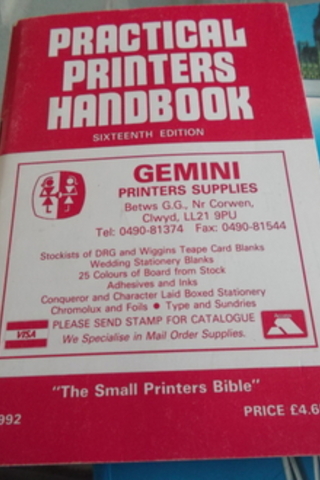 PRACTICAL
PRINTERS
HANDBOOK
SIXTEENTH EDITION
GEMINI
PRINTERS SUPPLIES
Betws G.G., Nr Corwen,
Clwyd, LL21 9PU
Tel: 0490-81374 Fax: 0490-81544
Stockists of DRG and Wiggins Teape Card Blanks
Wedding Stationery Blanks
25 Colours of Board from Stock
Adhesives and Inks
Conqueror and Character Laid Boxed Stationery
Chromolux and Foils ● Type and Sundries
PLEASE SEND STAMP FOR CATALOGUE
VISA
We Specialise in Mail Order Supplies.
"The Small Printers Bible"
992
PRICE £4.6